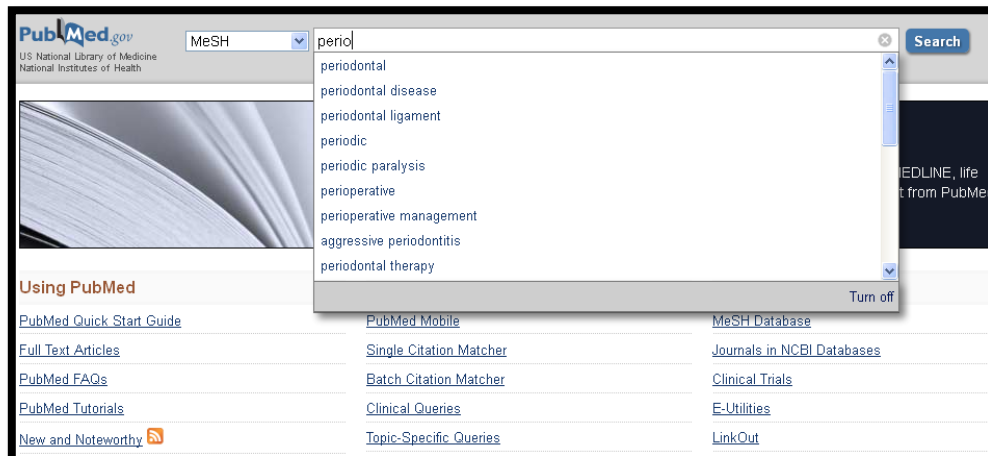 PubMed.gov
US National Library of Medicine
National Institutes of Health
MeSH
perio
Search
periodontal
periodontal disease
periodontal ligament
periodic
periodic paralysis
perioperative
perioperative management
aggressive periodontitis
periodontal therapy
Turn off
EDLINE, life
t from PubMe
Using PubMed
PubMed Quick Start Guide
Full Text Articles
PubMed FAQs
PubMed Tutorials
New and Noteworthy
PubMed Mobile
Single Citation Matcher
Batch Citation Matcher
Clinical Queries
Topic-Specific Queries
MeSH Database
Journals in NCBI Databases
Clinical Trials
E-Utilities
LinkOut